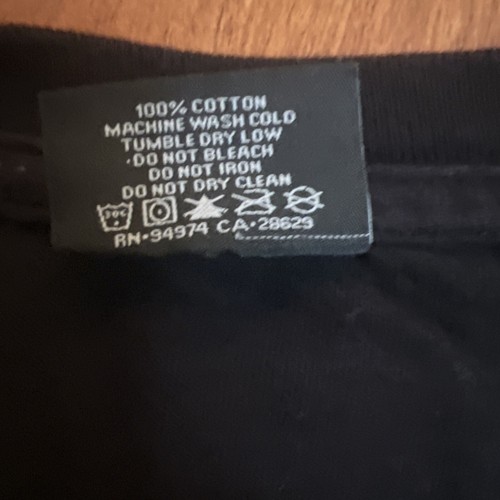 100% COTTON
MACHINE WASH COLD
TUMBLE DRY LOW
·DO NOT BLEACH
DO NOT IRON
DO NOT DRY CLEAN
30C
RN·94974 CA·28629